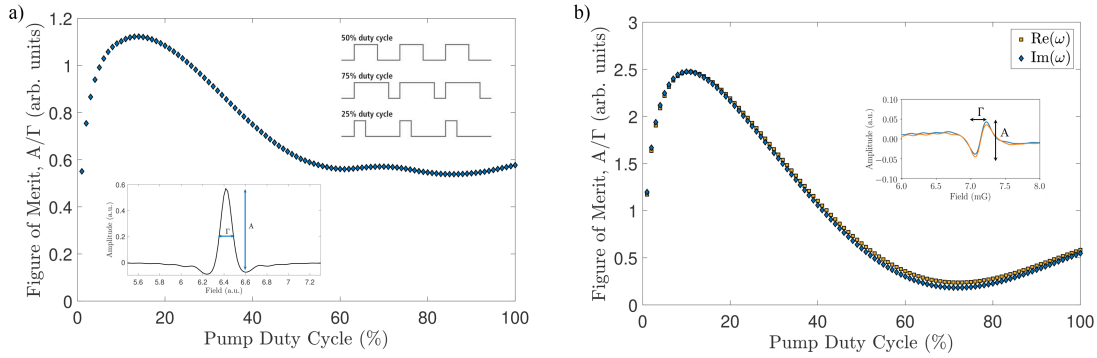 a)
Figure of Merit, A/Γ (arb. units)
1.2
1
0.8
0.6
0.4
0.2
0
0 20 40 60 80 100
Pump Duty Cycle (%)
50% duty cycle
75% duty cycle
25% duty cycle
Amplitude (a.u.)
0.6
0.4
0.2
0
5.6 5.8 6 6.2 6.4 6.6 6.8 7 7.2
Field (a.u.)
Γ
A
b)
Figure of Merit, A/Γ (arb. units)
3
2.5
2
1.5
1
0.5
0
0 20 40 60 80 100
Pump Duty Cycle (%)
Re(ω)
Im(ω)
Amplitude (a.u.)
0.10
0.05
0.00
−0.05
−0.10
6.0 6.5 7.0 7.5 8.0
Field (mG)
Γ
A